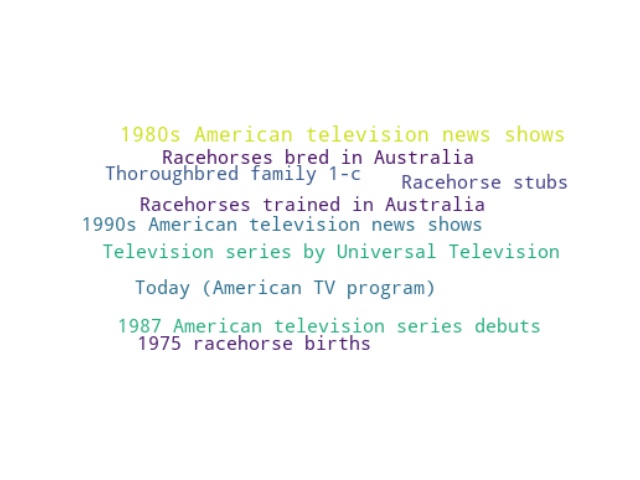 1980s American television news shows
Racehorses bred in Australia
Thoroughbred family 1-c
Racehorse stubs
Racehorses trained in Australia
1990s American television news shows
Television series by Universal Television
Today (American TV program)
1987 American television series debuts
1975 racehorse births